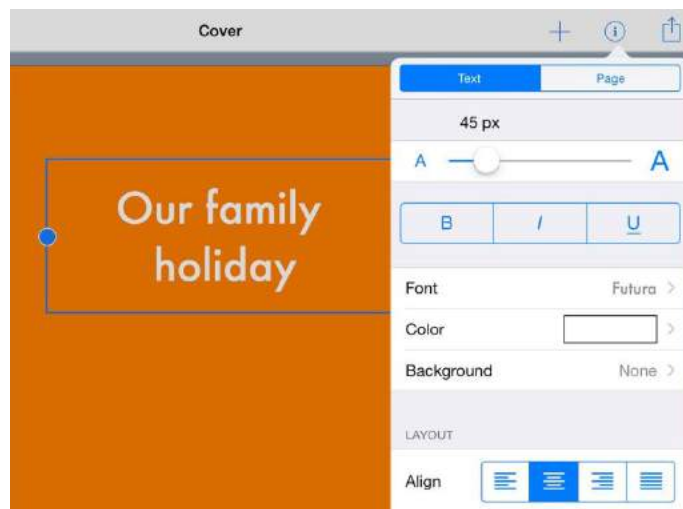 Cover
Our family
holiday
Text Page
45 px
A A
B I U
Font Futura
Color
Background None
LAYOUT
Align